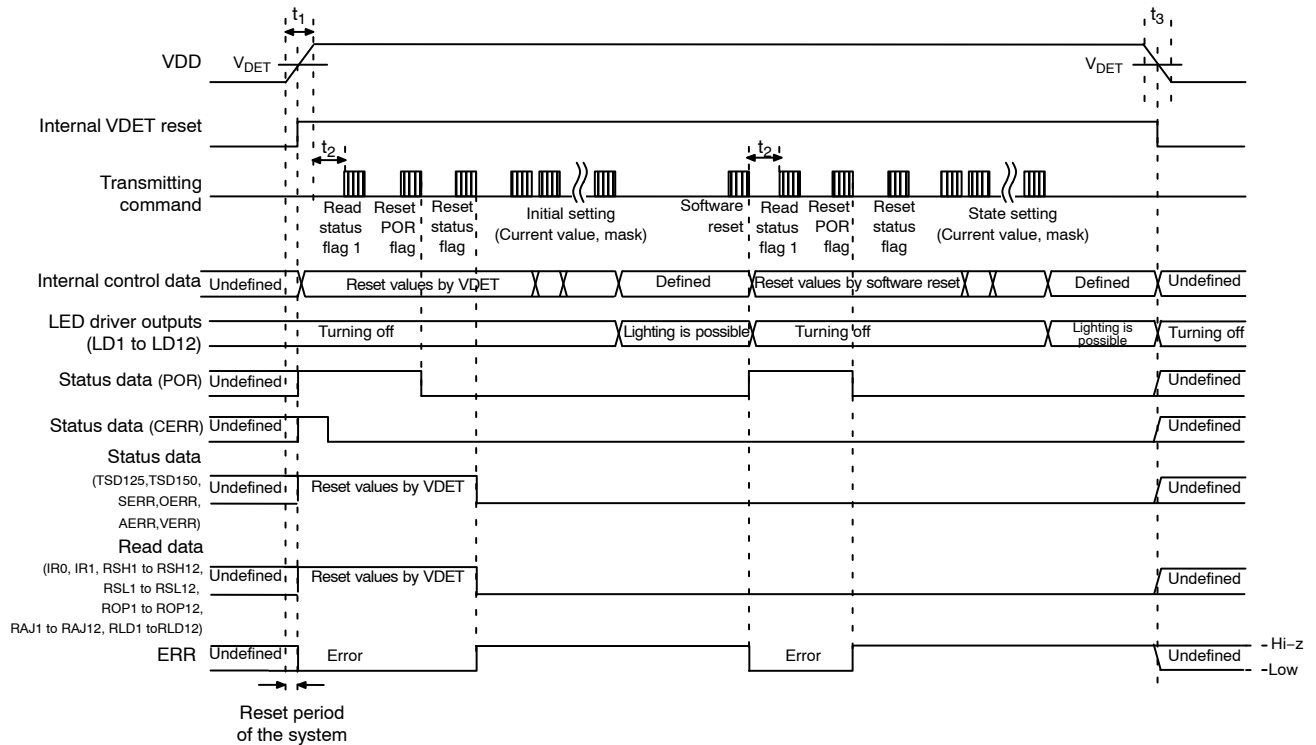 t1
t3
VDD
VDET
VDET
Internal VDET reset
t2
t2
Transmitting
command
Read
status
flag 1
Reset
POR
flag
Reset
status
flag
Initial setting
(Current value, mask)
Software
reset
Read
status
flag 1
Reset
POR
flag
Reset
status
flag
State setting
(Current value, mask)
Internal control data
Undefined
Reset values by VDET
Defined
Reset values by software reset
Defined
Undefined
LED driver outputs
(LD1 to LD12)
Turning off
Lighting is possible
Turning off
Lighting is
possible
Turning off
Status data (POR)
Undefined
Undefined
Status data (CERR)
Undefined
Undefined
Status data
(TSD125,TSD150,
SERR,OERR,
AERR,VERR)
Undefined
Reset values by VDET
Undefined
Read data
(IR0, IR1, RSH1 to RSH12,
RSL1 to RSL12,
ROP1 to ROP12,
RAJ1 to RAJ12, RLD1 toRLD12)
Undefined
Reset values by VDET
Undefined
ERR
Undefined
Error
Error
Undefined
Hi−z
Low
Reset period
of the system